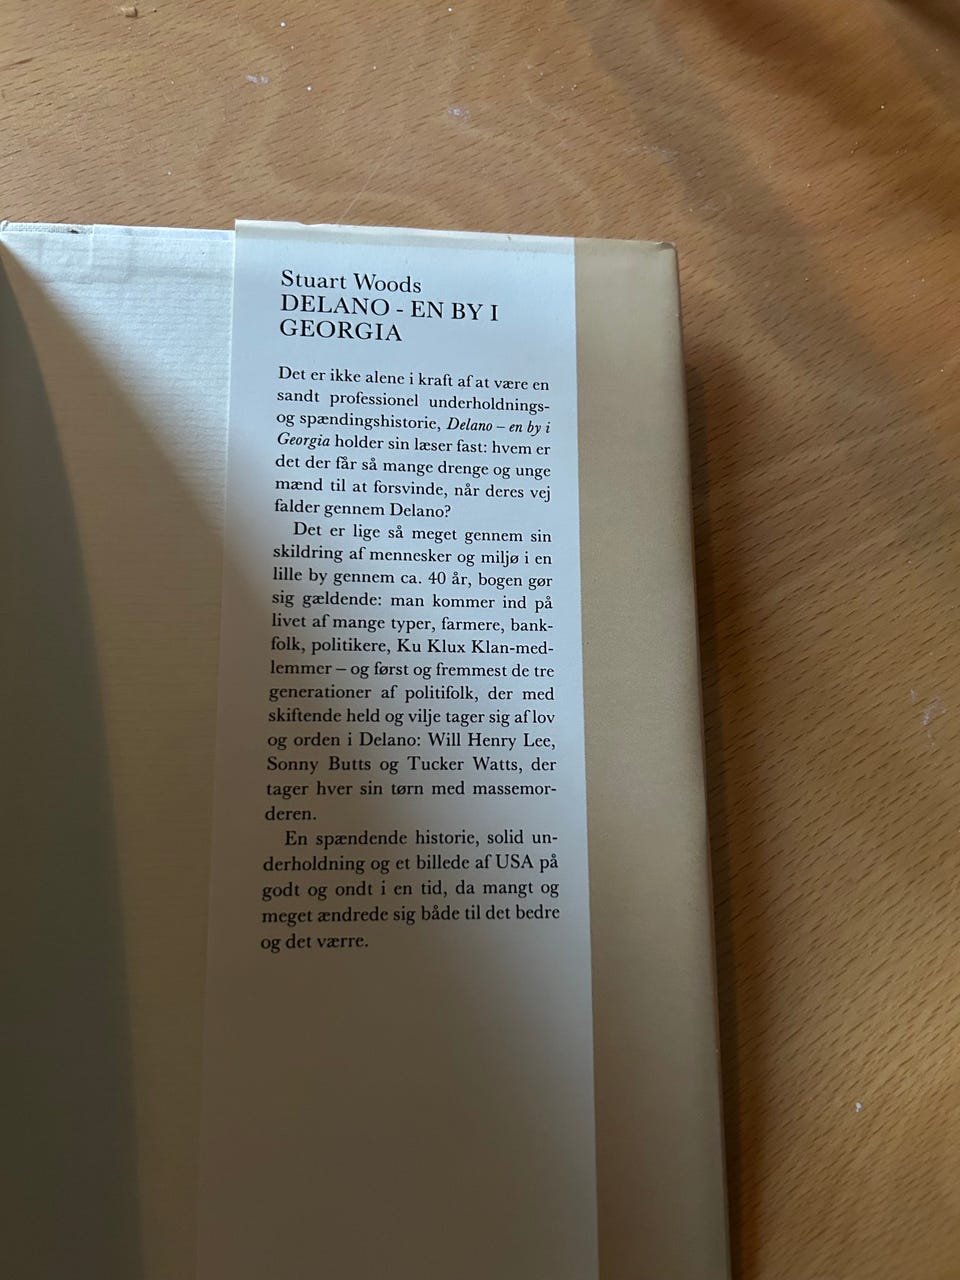 Stuart Woods
DELANO - EN BY I
GEORGIA
Det er ikke alene i kraft af at være en
sandt professionel underholdnings-
og spændingshistorie, Delano – en by i
Georgia holder sin læser fast: hvem er
det der får så mange drenge og unge
mænd til at forsvinde, når deres vej
falder gennem Delano?
Det er lige så meget gennem sin
skildring af mennesker og miljø i en
lille by gennem ca. 40 år, bogen gør
sig gældende: man kommer ind på
livet af mange typer, farmere, bank-
folk, politikere, Ku Klux Klan-med-
lemmer – og først og fremmest de tre
generationer af politifolk, der med
skiftende held og vilje tager sig af lov
og orden i Delano: Will Henry Lee,
Sonny Butts og Tucker Watts, der
tager hver sin tørn med massemor-
deren.
En spændende historie, solid un-
derholdning og et billede af USA på
godt og ondt i en tid, da mangt og
meget ændrede sig både til det bedre
og det værre.